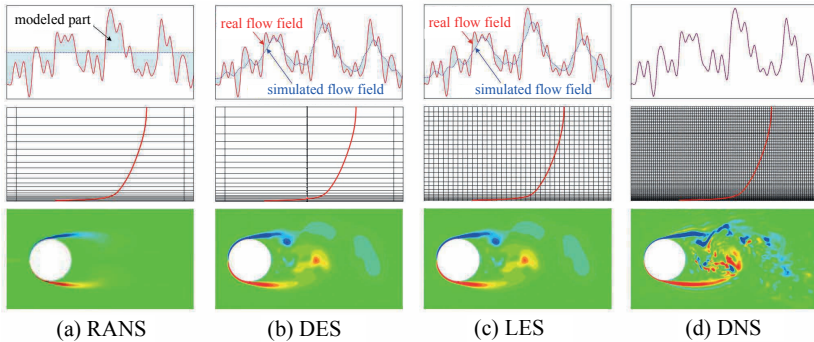 modeled part
real flow field
simulated flow field
real flow field
simulated flow field
(a) RANS
(b) DES
(c) LES
(d) DNS